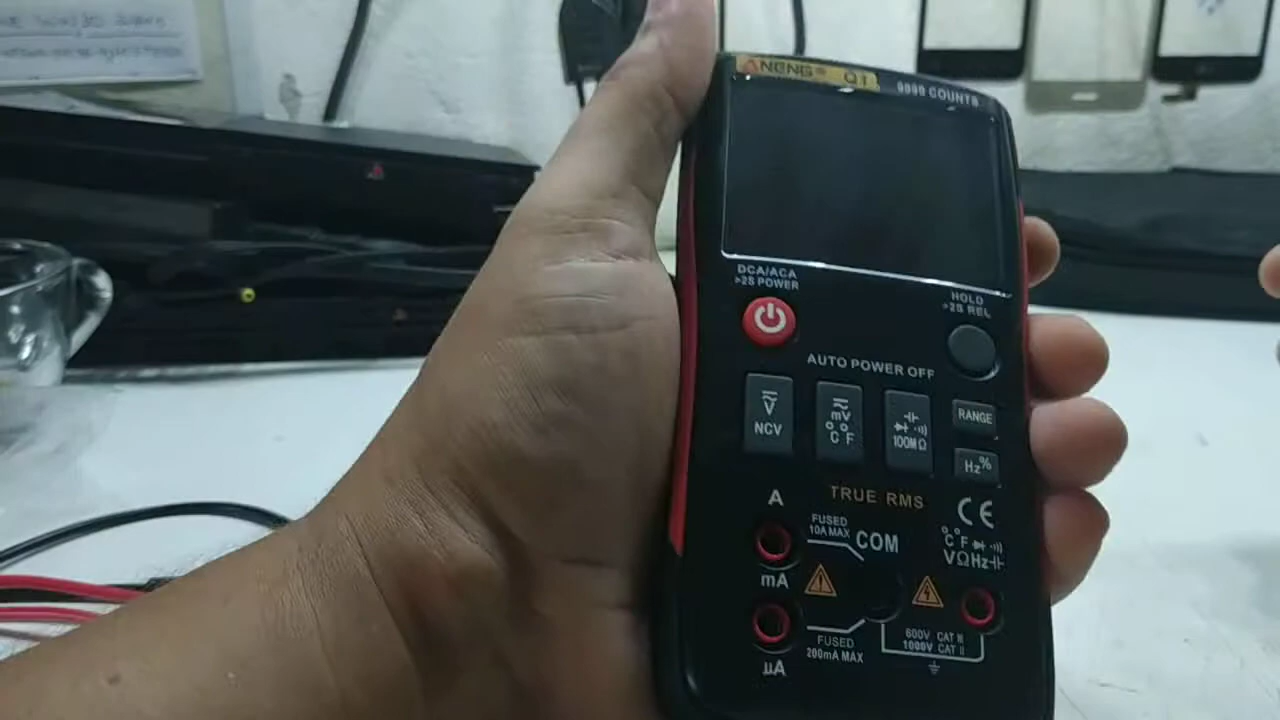 ANENG Q1
9999 COUNTS
DCA/ACA
>2S POWER
HOLD
>2S REL
AUTO POWER OFF
V
NCV
mV
°C °F
100MΩ
RANGE
Hz%
TRUE RMS
CE
A
FUSED
10A MAX
COM
°C °F
VΩHz
mA
FUSED
200mA MAX
600V CAT III
1000V CAT II
µA